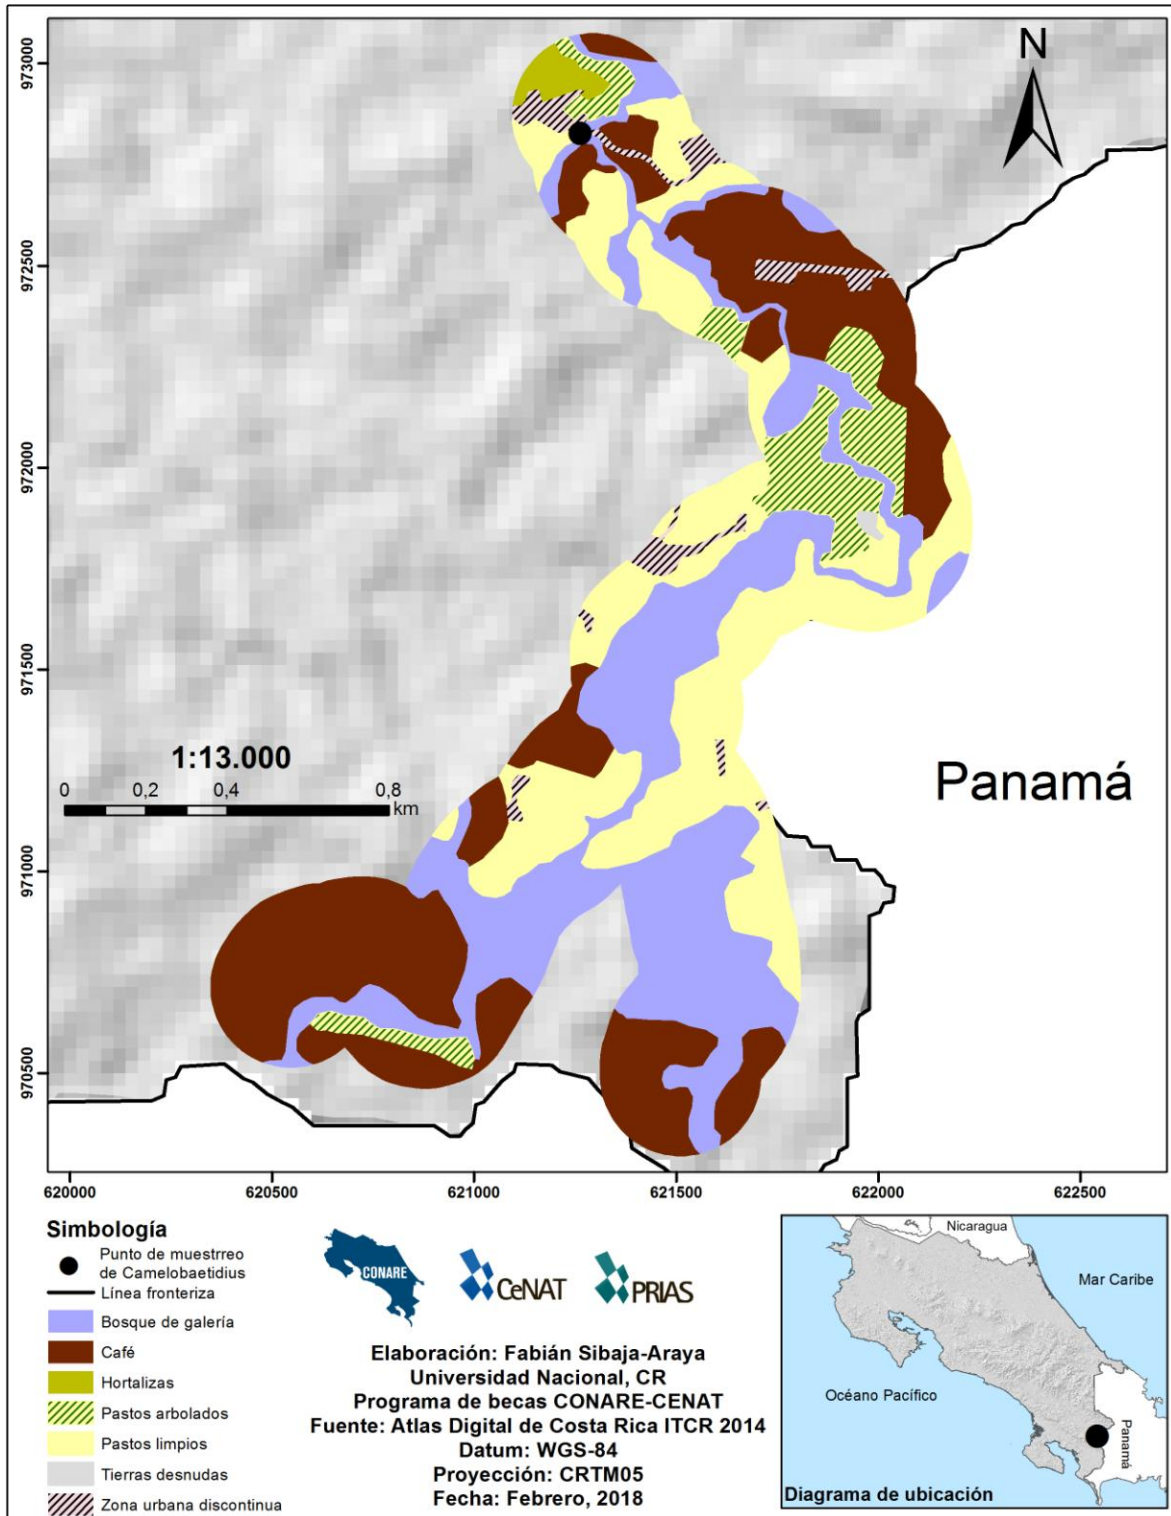 N
973000
972500
972000
971500
971000
970500
Panamá
1:13.000
0 0,2 0,4 0,8
km
620000 620500 621000 621500 622000 622500
Simbología
Punto de muestrreo
de Camelobaetidius
Línea fronteriza
Bosque de galería
Café
Hortalizas
Pastos arbolados
Pastos limpios
Tierras desnudas
Zona urbana discontinua
CONARE
CeNAT
PRIAS
Elaboración: Fabián Sibaja-Araya
Universidad Nacional, CR
Programa de becas CONARE-CENAT
Fuente: Atlas Digital de Costa Rica ITCR 2014
Datum: WGS-84
Proyección: CRTM05
Fecha: Febrero, 2018
Nicaragua
Mar Caribe
Océano Pacífico
Panamá
Diagrama de ubicación